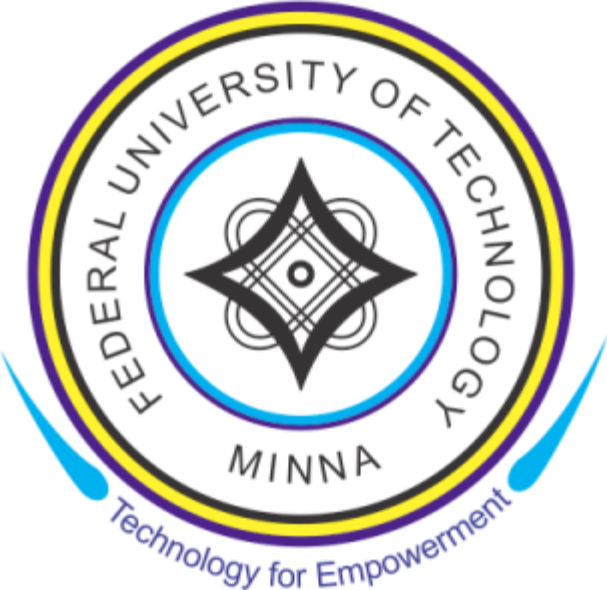 FEDERAL UNIVERSITY OF TECHNOLOGY
MINNA
Technology for Empowerment